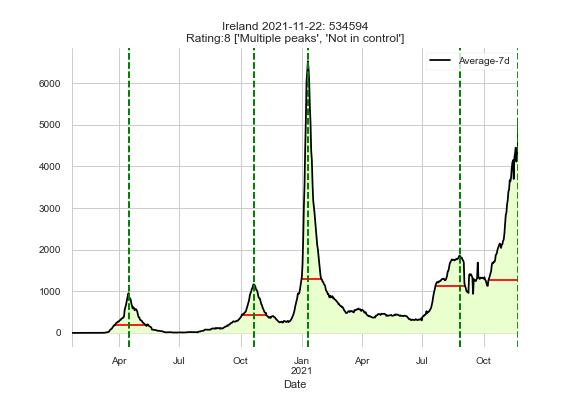 Ireland 2021-11-22: 534594
Rating:8 ['Multiple peaks', 'Not in control']
Average-7d
6000
5000
4000
3000
2000
1000
0
Apr Jul Oct Jan Apr Jul Oct
2021
Date